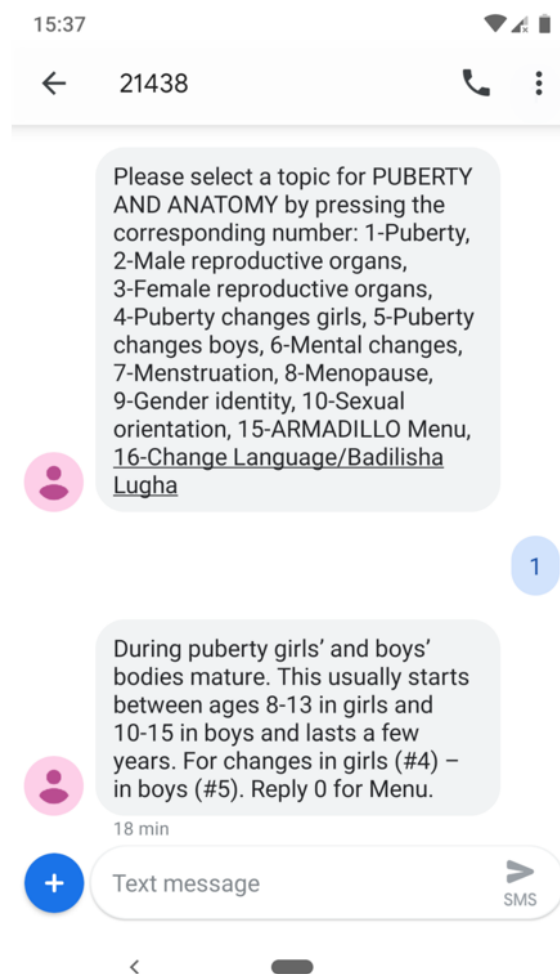 15:37
21438
Please select a topic for PUBERTY
AND ANATOMY by pressing the
corresponding number: 1-Puberty,
2-Male reproductive organs,
3-Female reproductive organs,
4-Puberty changes girls, 5-Puberty
changes boys, 6-Mental changes,
7-Menstruation, 8-Menopause,
9-Gender identity, 10-Sexual
orientation, 15-ARMADILLO Menu,
16-Change Language/Badilisha
Lugha
1
During puberty girls’ and boys’
bodies mature. This usually starts
between ages 8-13 in girls and
10-15 in boys and lasts a few
years. For changes in girls (#4) –
in boys (#5). Reply 0 for Menu.
18 min
Text message
SMS